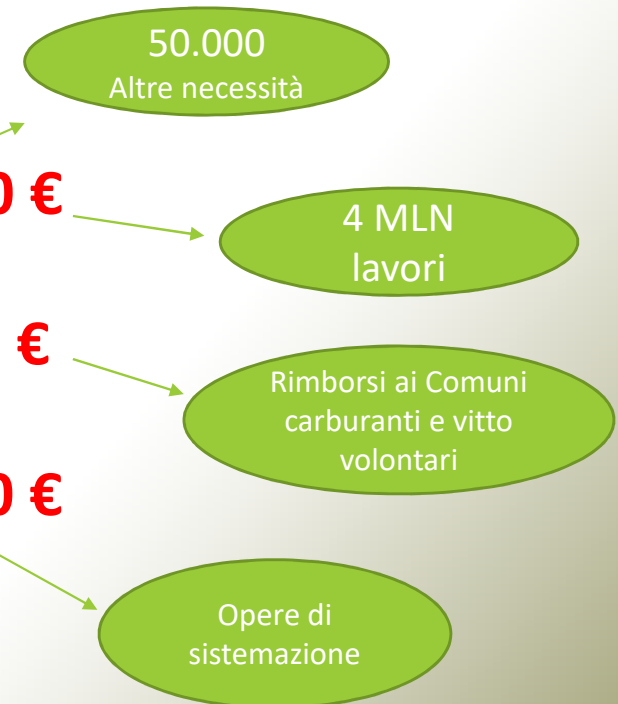 50.000
Altre necessità
0 €
4 MLN
lavori
€
Rimborsi ai Comuni
carburanti e vitto
volontari
0 €
Opere di
sistemazione